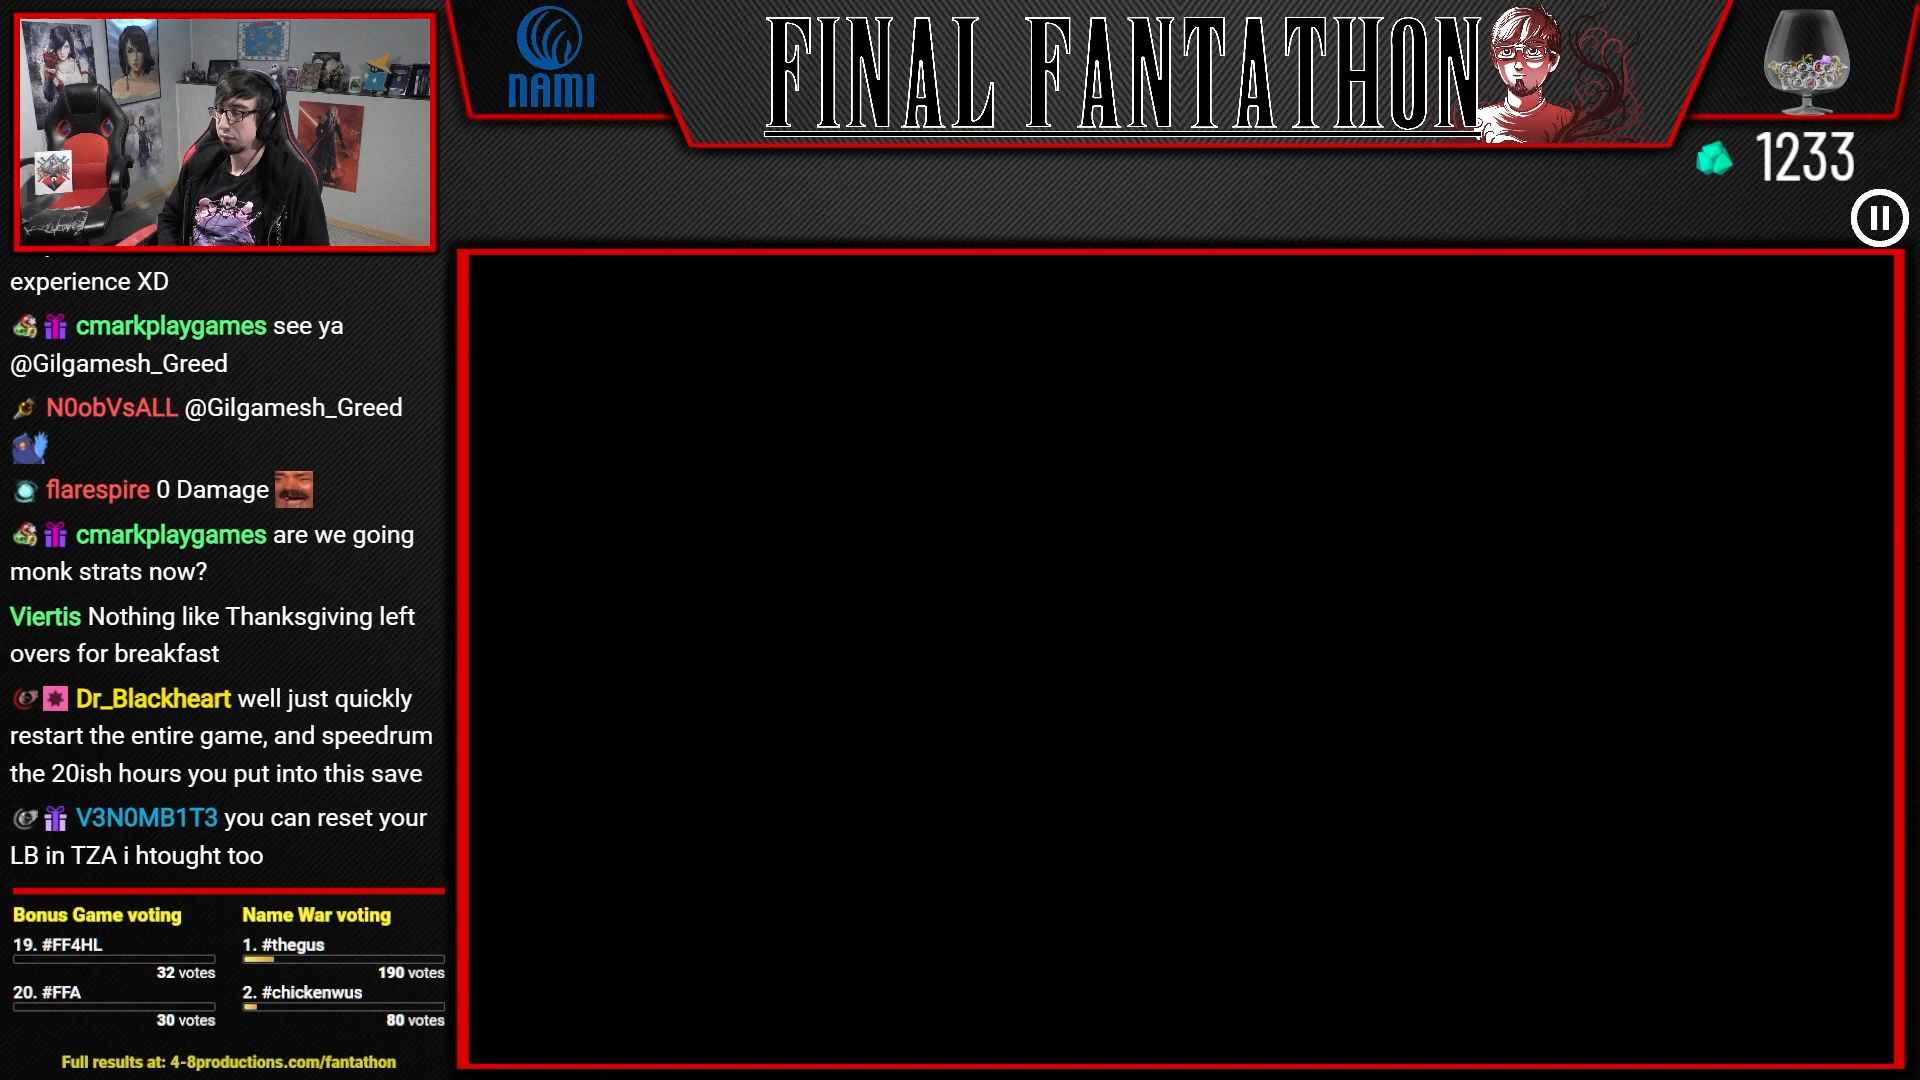 NAMI
FINAL FANTATHON
1233
experience XD
cmarkplaygames see ya
@Gilgamesh_Greed
N0obVsALL @Gilgamesh_Greed
flarespire 0 Damage
cmarkplaygames are we going
monk strats now?
Viertis Nothing like Thanksgiving left
overs for breakfast
Dr_Blackheart well just quickly
restart the entire game, and speedrum
the 20ish hours you put into this save
V3N0MB1T3 you can reset your
LB in TZA i htought too
Bonus Game voting
19. #FF4HL
32 votes
20. #FFA
30 votes
Name War voting
1. #thegus
190 votes
2. #chickenwus
80 votes
Full results at: 4-8productions.com/fantathon